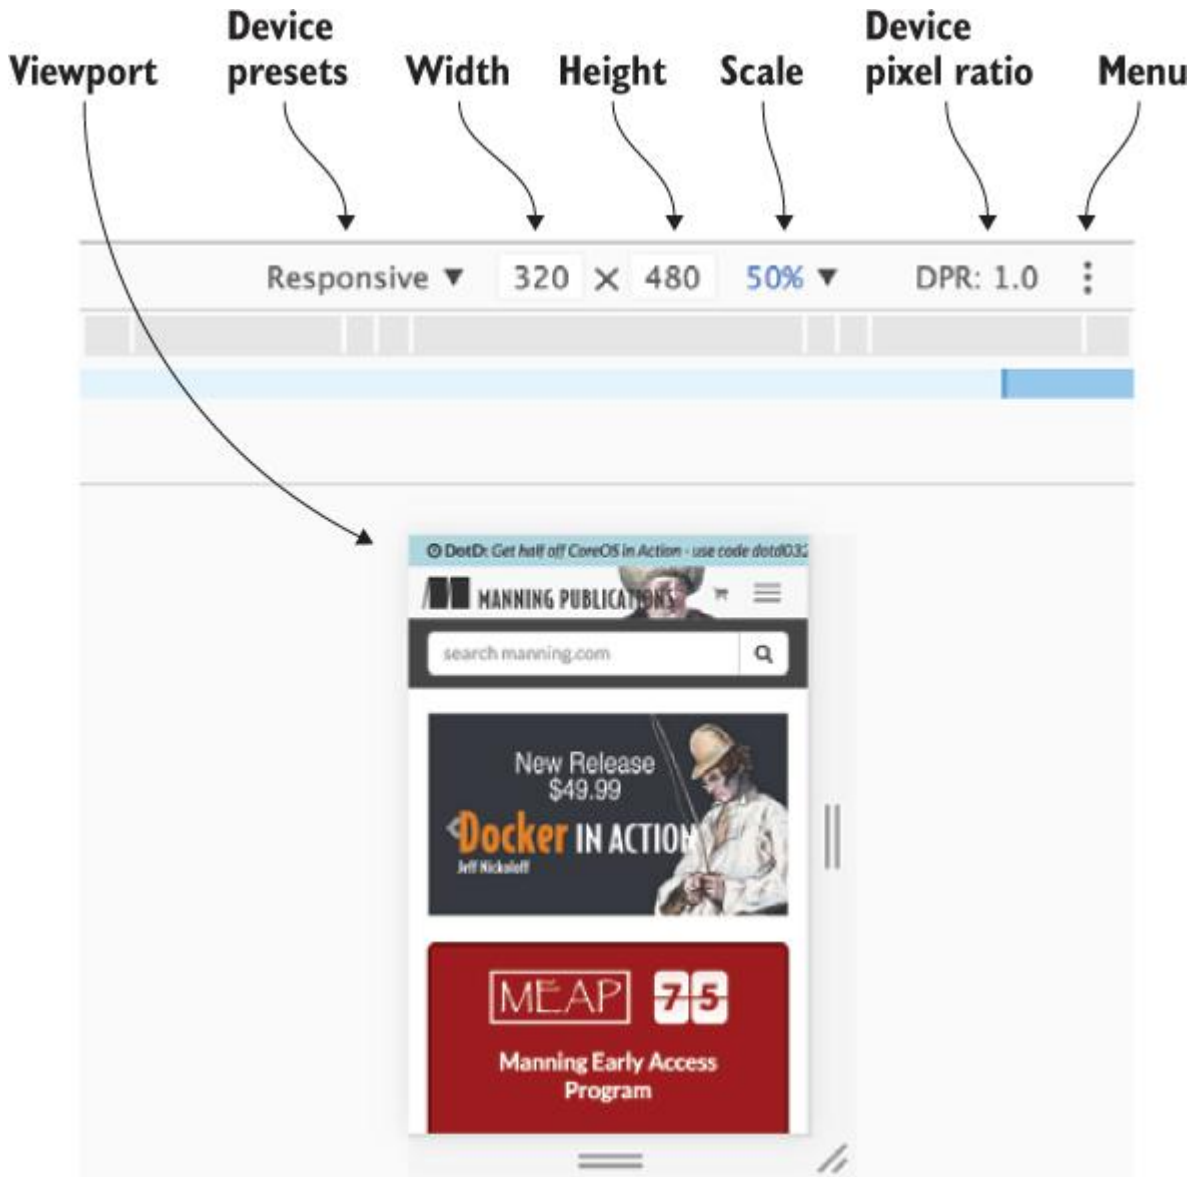 Viewport
Device
presets
Width
Height
Scale
Device
pixel ratio
Menu
Responsive ▼ 320 × 480 50% ▼ DPR: 1.0
DotD: Get half off CoreOS in Action - use code dotd032
MANNING PUBLICATIONS
search manning.com
New Release
$49.99
Docker IN ACTION
Jeff Nickoloff
MEAP 75
Manning Early Access
Program